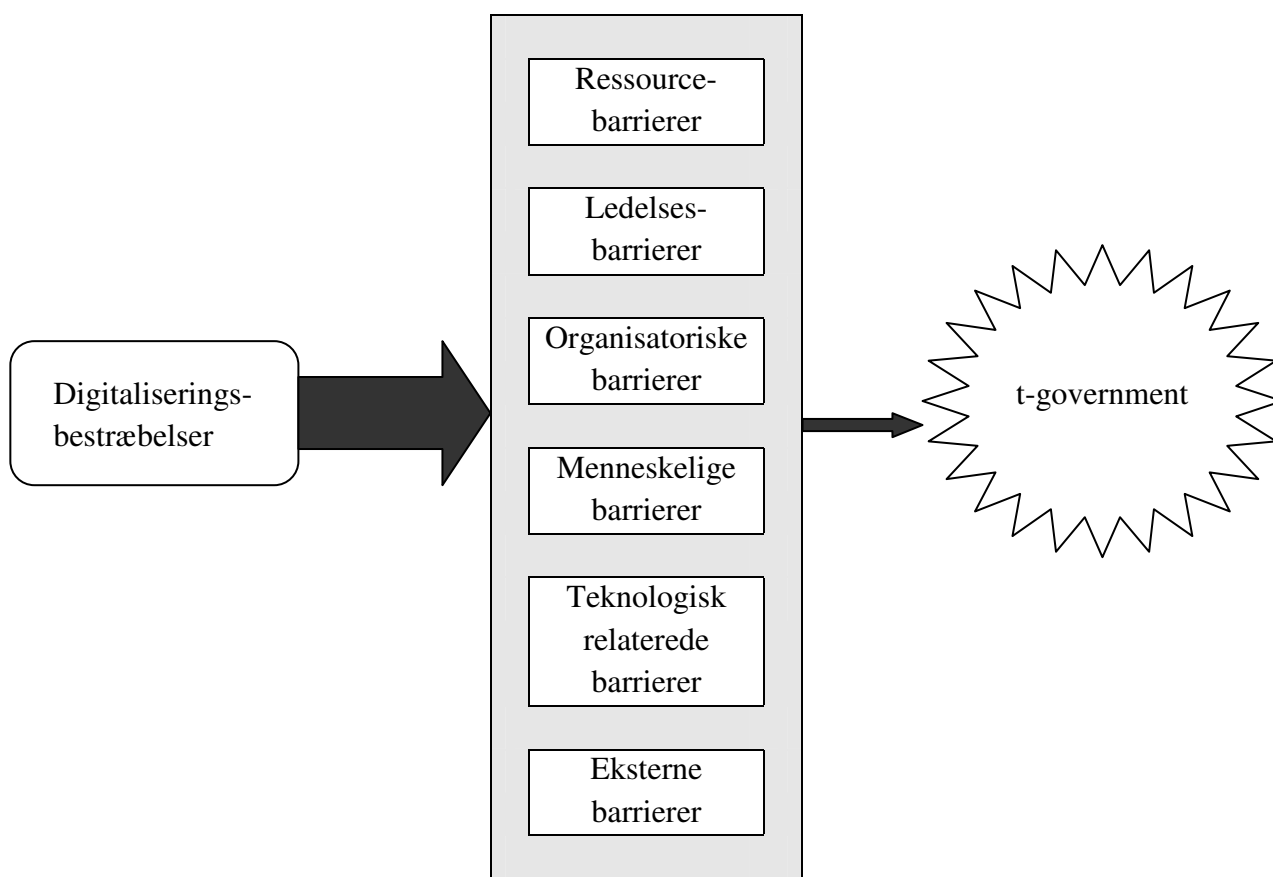 Digitaliserings-
bestræbelser
Ressource-
barrierer
Ledelses-
barrierer
Organisatoriske
barrierer
Menneskelige
barrierer
Teknologisk
relaterede
barrierer
Eksterne
barrierer
t-government